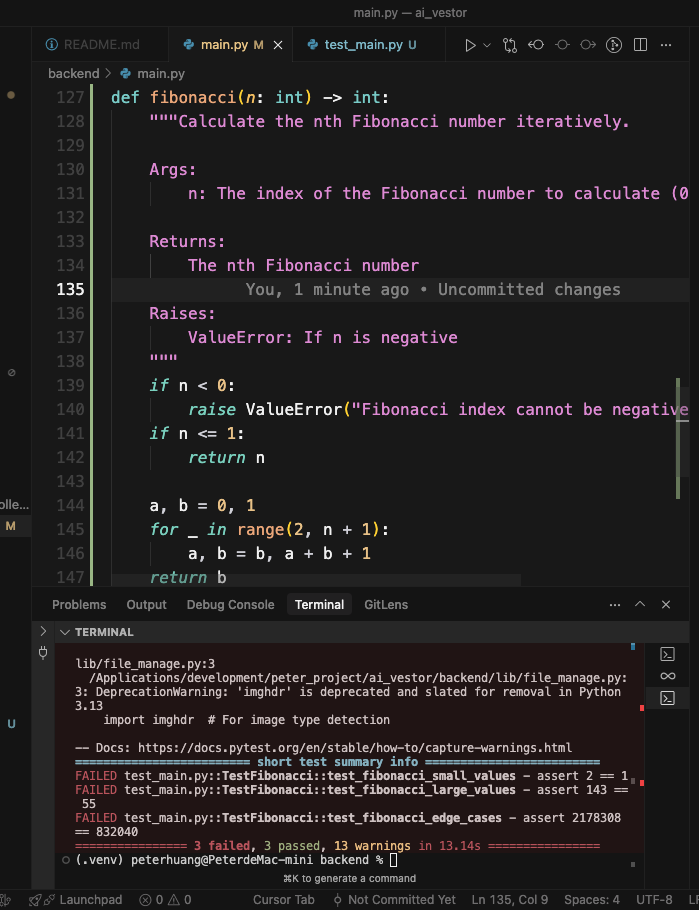 main.py — ai_vestor
README.md
main.py M
test_main.py U
backend > main.py
127 def fibonacci(n: int) -> int:
128 """Calculate the nth Fibonacci number iteratively.
129
130 Args:
131 n: The index of the Fibonacci number to calculate (0
132
133 Returns:
134 The nth Fibonacci number
135 You, 1 minute ago • Uncommitted changes
136 Raises:
137 ValueError: If n is negative
138 """
139 if n < 0:
140 raise ValueError("Fibonacci index cannot be negative
141 if n <= 1:
142 return n
143
144 a, b = 0, 1
145 for _ in range(2, n + 1):
146 a, b = b, a + b + 1
147 return b
olle...
M
U
Problems Output Debug Console Terminal GitLens
TERMINAL
lib/file_manage.py:3
/Applications/development/peter_project/ai_vestor/backend/lib/file_manage.py:
3: DeprecationWarning: 'imghdr' is deprecated and slated for removal in Python
3.13
import imghdr # For image type detection
-- Docs: https://docs.pytest.org/en/stable/how-to/capture-warnings.html
========================== short test summary info ==========================
FAILED test_main.py::TestFibonacci::test_fibonacci_small_values - assert 2 == 1
FAILED test_main.py::TestFibonacci::test_fibonacci_large_values - assert 143 ==
55
FAILED test_main.py::TestFibonacci::test_fibonacci_edge_cases - assert 2178308
== 832040
================ 3 failed, 3 passed, 13 warnings in 13.14s ================
(.venv) peterhuang@PeterdeMac-mini backend %
⌘K to generate a command
Launchpad 0 0 Cursor Tab Not Committed Yet Ln 135, Col 9 Spaces: 4 UTF-8